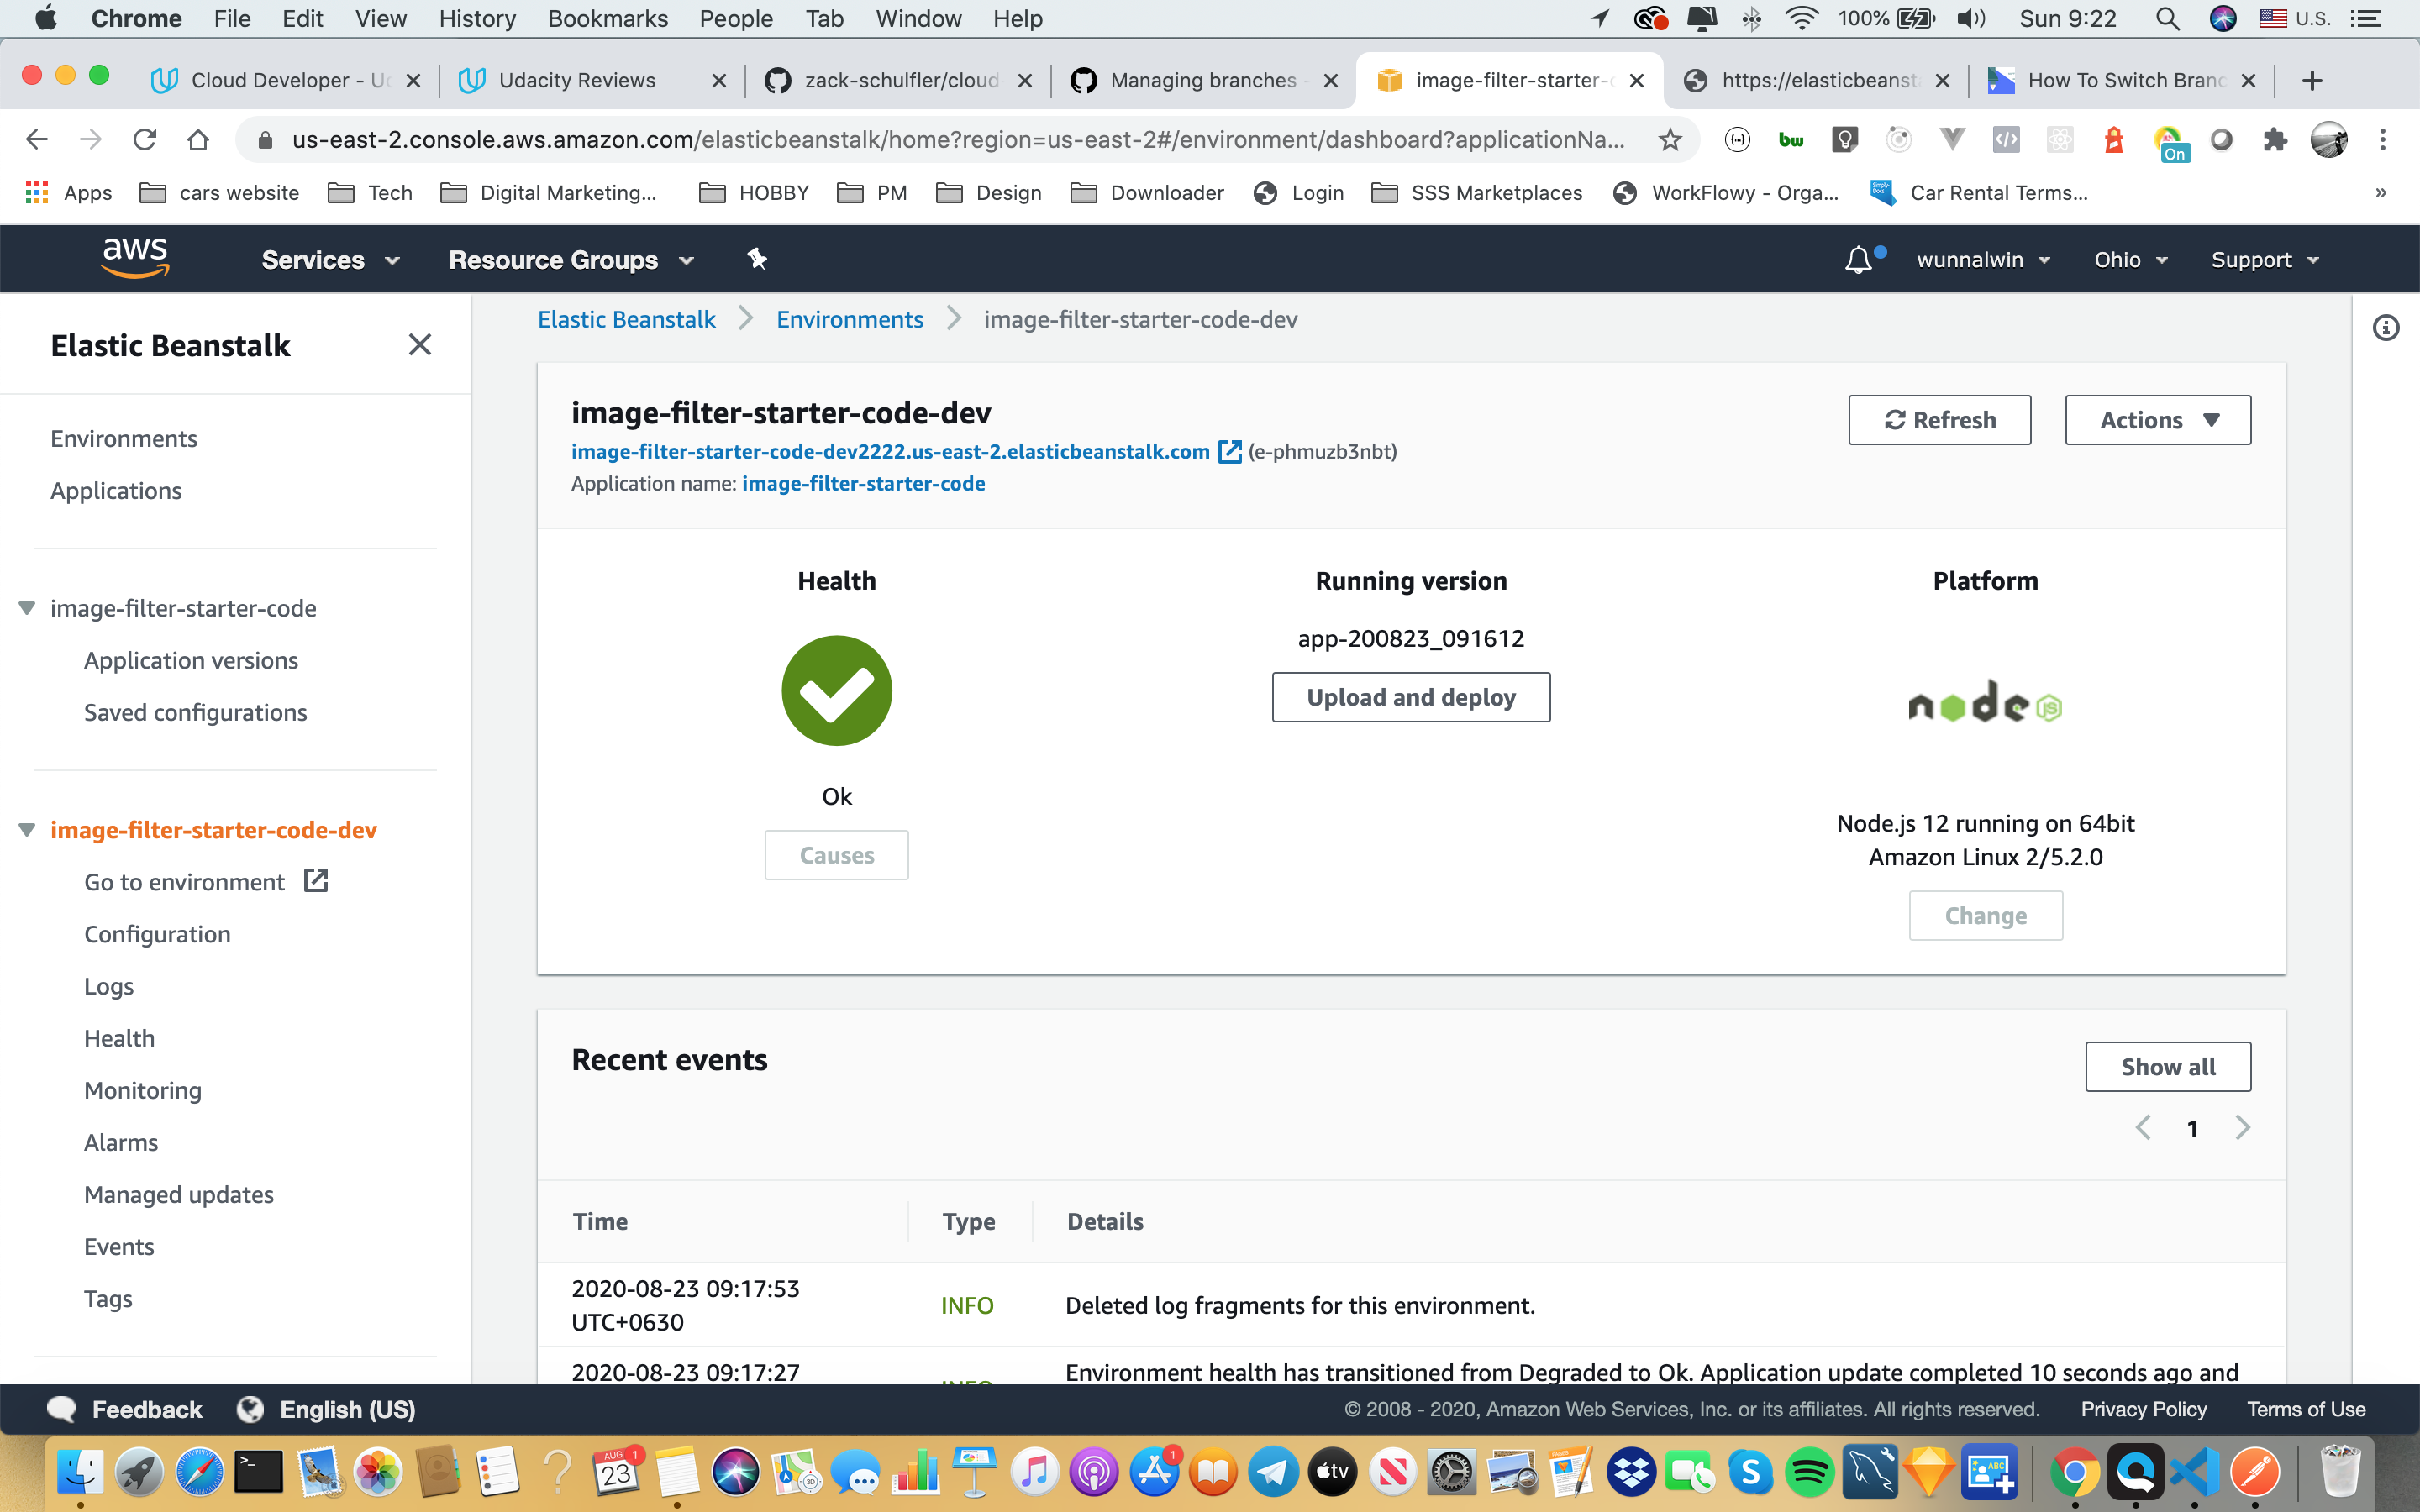 Chrome File Edit View History Bookmarks People Tab Window Help 100% Sun 9:22 U.S.
Cloud Developer - Uc Udacity Reviews zack-schulfler/cloud Managing branches - image-filter-starter-c https://elasticbeansta How To Switch Branc
us-east-2.console.aws.amazon.com/elasticbeanstalk/home?region=us-east-2#/environment/dashboard?applicationNa... bw On
Apps cars website Tech Digital Marketing... HOBBY PM Design Downloader Login SSS Marketplaces WorkFlowy - Orga... Car Rental Terms... »
aws Services Resource Groups wunnalwin Ohio Support
Elastic Beanstalk
Environments
Applications
image-filter-starter-code
Application versions
Saved configurations
image-filter-starter-code-dev
Go to environment
Configuration
Logs
Health
Monitoring
Alarms
Managed updates
Events
Tags
Elastic Beanstalk Environments image-filter-starter-code-dev
image-filter-starter-code-dev
Refresh Actions
image-filter-starter-code-dev2222.us-east-2.elasticbeanstalk.com (e-phmuzb3nbt)
Application name: image-filter-starter-code
Health
Ok
Causes
Running version
app-200823_091612
Upload and deploy
Platform
node JS
Node.js 12 running on 64bit
Amazon Linux 2/5.2.0
Change
Recent events
Show all
1
Time Type Details
2020-08-23 09:17:53
UTC+0630
INFO
Deleted log fragments for this environment.
2020-08-23 09:17:27
INFO
Environment health has transitioned from Degraded to Ok. Application update completed 10 seconds ago and
Feedback English (US) © 2008 - 2020, Amazon Web Services, Inc. or its affiliates. All rights reserved. Privacy Policy Terms of Use
AUG
23
1
1
tv
PAGES
ABC